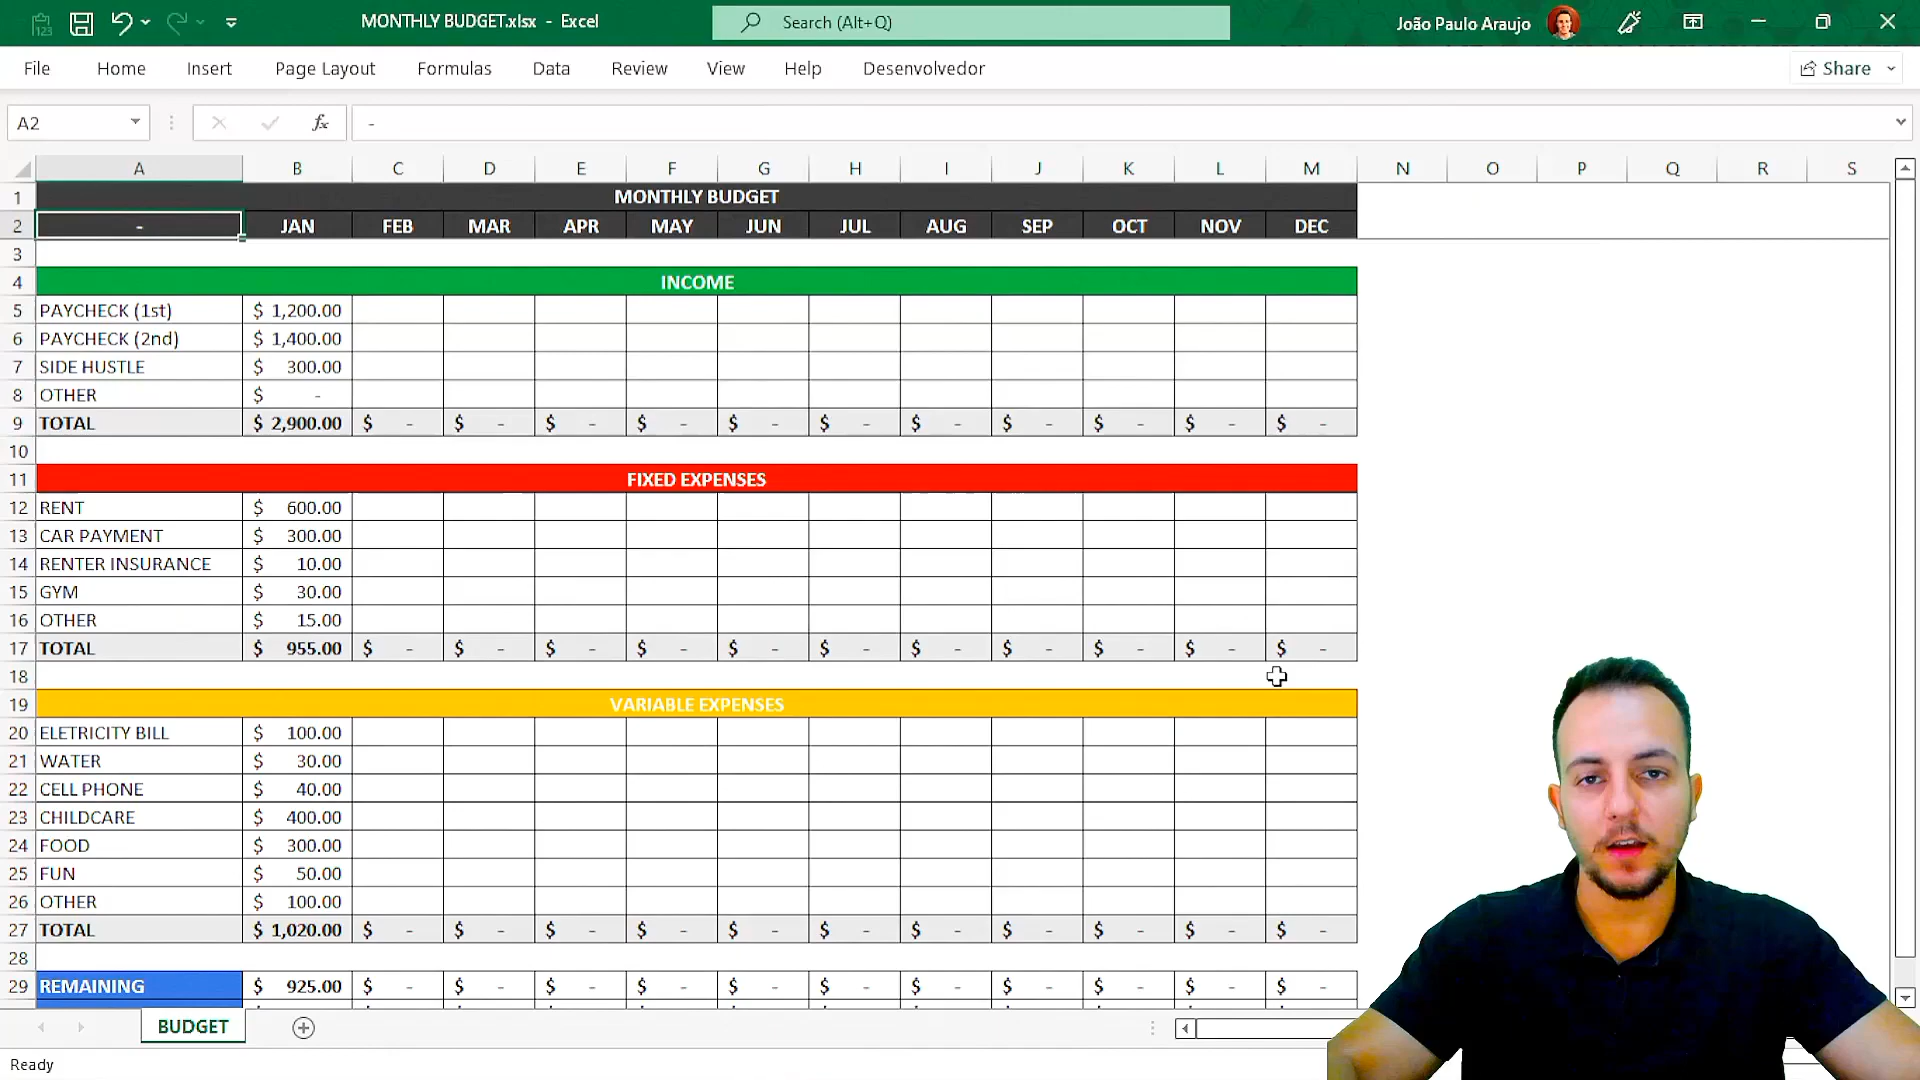 MONTHLY BUDGET.xlsx - Excel
Search (Alt+Q)
João Paulo Araujo
File Home Insert Page Layout Formulas Data Review View Help Desenvolvedor Share
A2 fx -
A B C D E F G H I J K L M N O P Q R S
1 MONTHLY BUDGET
2 - JAN FEB MAR APR MAY JUN JUL AUG SEP OCT NOV DEC
3
4 INCOME
5 PAYCHECK (1st) $ 1,200.00
6 PAYCHECK (2nd) $ 1,400.00
7 SIDE HUSTLE $ 300.00
8 OTHER $ -
9 TOTAL $ 2,900.00 $ - $ - $ - $ - $ - $ - $ - $ - $ - $ - $ -
10
11 FIXED EXPENSES
12 RENT $ 600.00
13 CAR PAYMENT $ 300.00
14 RENTER INSURANCE $ 10.00
15 GYM $ 30.00
16 OTHER $ 15.00
17 TOTAL $ 955.00 $ - $ - $ - $ - $ - $ - $ - $ - $ - $ - $ -
18
19 VARIABLE EXPENSES
20 ELETRICITY BILL $ 100.00
21 WATER $ 30.00
22 CELL PHONE $ 40.00
23 CHILDCARE $ 400.00
24 FOOD $ 300.00
25 FUN $ 50.00
26 OTHER $ 100.00
27 TOTAL $ 1,020.00 $ - $ - $ - $ - $ - $ - $ - $ - $ - $ - $ -
28
29 REMAINING $ 925.00 $ - $ - $ - $ - $ - $ - $ - $ - $ - $ - $ -
BUDGET
Ready